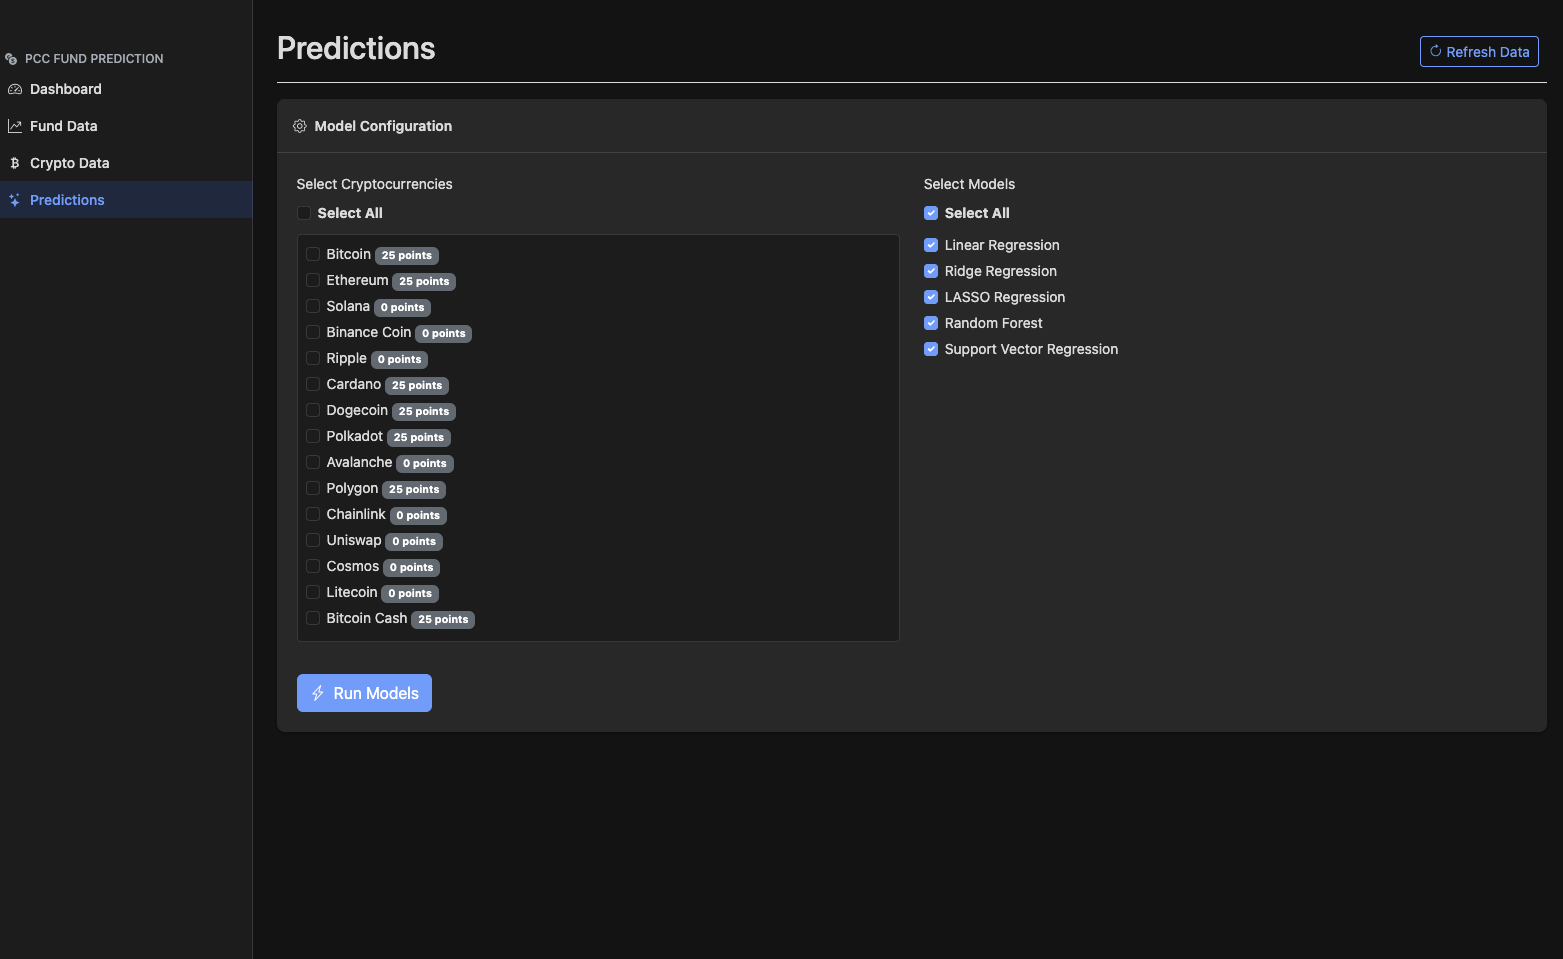 PCC FUND PREDICTION
Dashboard
Fund Data
Crypto Data
Predictions
Predictions
Refresh Data
Model Configuration
Select Cryptocurrencies
Select All
Bitcoin 25 points
Ethereum 25 points
Solana 0 points
Binance Coin 0 points
Ripple 0 points
Cardano 25 points
Dogecoin 25 points
Polkadot 25 points
Avalanche 0 points
Polygon 25 points
Chainlink 0 points
Uniswap 0 points
Cosmos 0 points
Litecoin 0 points
Bitcoin Cash 25 points
Select Models
Select All
Linear Regression
Ridge Regression
LASSO Regression
Random Forest
Support Vector Regression
Run Models